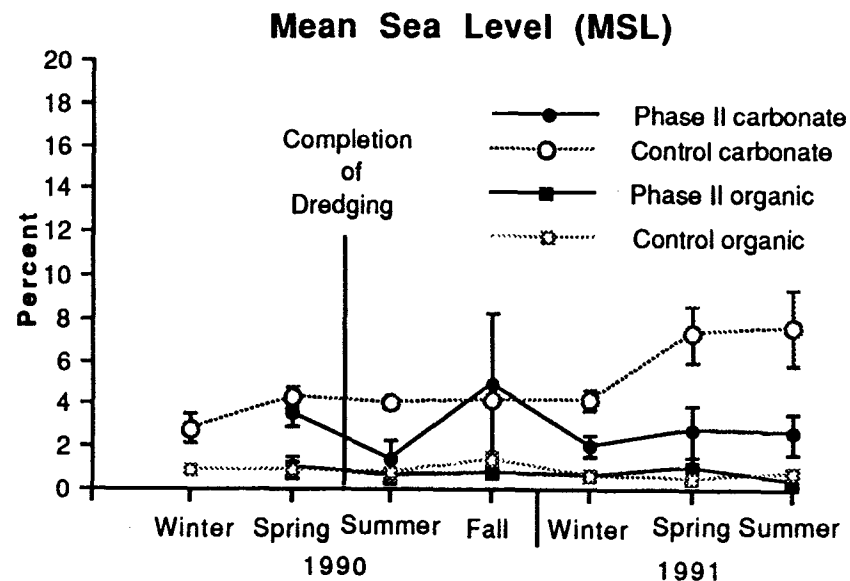 Mean Sea Level (MSL)
20
18
16
14
12
10
8
6
4
2
0
Percent
Completion
of
Dredging
Phase II carbonate
Control carbonate
Phase II organic
Control organic
Winter Spring Summer Fall Winter Spring Summer
1990 1991